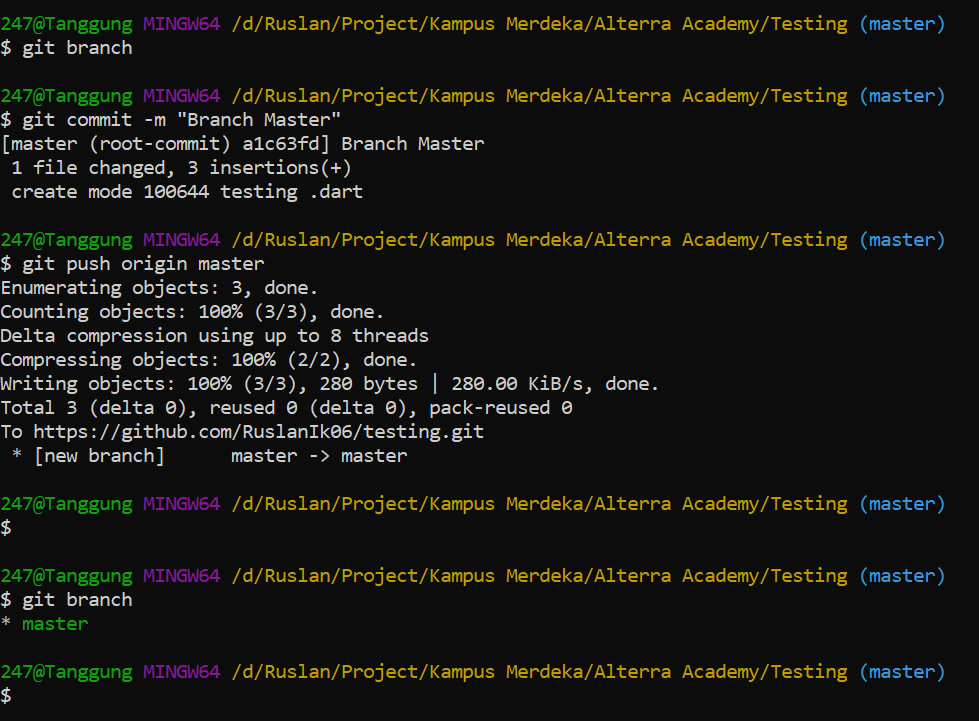 247@Tanggung MINGW64 /d/Ruslan/Project/Kampus Merdeka/Alterra Academy/Testing (master)
$ git branch
247@Tanggung MINGW64 /d/Ruslan/Project/Kampus Merdeka/Alterra Academy/Testing (master)
$ git commit -m "Branch Master"
[master (root-commit) a1c63fd] Branch Master
 1 file changed, 3 insertions(+)
 create mode 100644 testing .dart
247@Tanggung MINGW64 /d/Ruslan/Project/Kampus Merdeka/Alterra Academy/Testing (master)
$ git push origin master
Enumerating objects: 3, done.
Counting objects: 100% (3/3), done.
Delta compression using up to 8 threads
Compressing objects: 100% (2/2), done.
Writing objects: 100% (3/3), 280 bytes | 280.00 KiB/s, done.
Total 3 (delta 0), reused 0 (delta 0), pack-reused 0
To https://github.com/RuslanIk06/testing.git
 * [new branch]      master -> master
247@Tanggung MINGW64 /d/Ruslan/Project/Kampus Merdeka/Alterra Academy/Testing (master)
$
247@Tanggung MINGW64 /d/Ruslan/Project/Kampus Merdeka/Alterra Academy/Testing (master)
$ git branch
* master
247@Tanggung MINGW64 /d/Ruslan/Project/Kampus Merdeka/Alterra Academy/Testing (master)
$